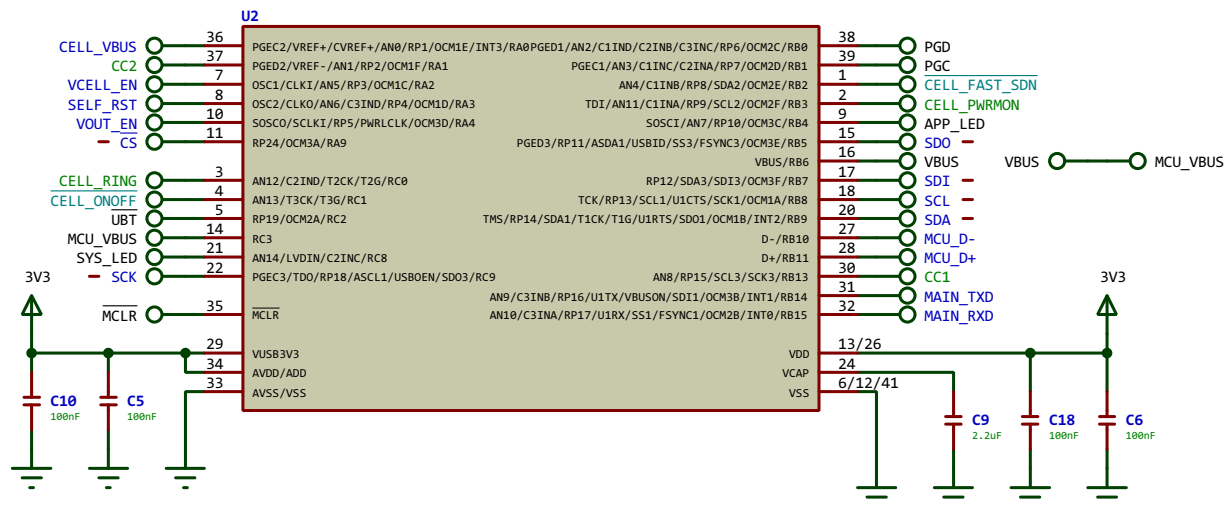 U2
CELL_VBUS 36 PGEC2/VREF+/CVREF+/AN0/RP1/OCM1E/INT3/RA0 PGED1/AN2/C1IND/C2INB/C3INC/RP6/OCM2C/RB0 38 PGD
CC2 37 PGED2/VREF-/AN1/RP2/OCM1F/RA1 PGEC1/AN3/C1INC/C2INA/RP7/OCM2D/RB1 39 PGC
VCELL_EN 7 OSC1/CLKI/AN5/RP3/OCM1C/RA2 AN4/C1INB/RP8/SDA2/OCM2E/RB2 1 CELL_FAST_SDN
SELF_RST 8 OSC2/CLKO/AN6/C3IND/RP4/OCM1D/RA3 TDI/AN11/C1INA/RP9/SCL2/OCM2F/RB3 2 CELL_PWRMON
VOUT_EN 10 SOSCO/SCLKI/RP5/PWRLCLK/OCM3D/RA4 SOSCI/AN7/RP10/OCM3C/RB4 9 APP_LED
CS 11 RP24/OCM3A/RA9 PGED3/RP11/ASDA1/USBID/SS3/FSYNC3/OCM3E/RB5 15 SDO
VBUS/RB6 16 VBUS VBUS MCU_VBUS
CELL_RING 3 AN12/C2IND/T2CK/T2G/RC0 RP12/SDA3/SDI3/OCM3F/RB7 17 SDI
CELL_ONOFF 4 AN13/T3CK/T3G/RC1 TCK/RP13/SCL1/U1CTS/SCK1/OCM1A/RB8 18 SCL
UBT 5 RP19/OCM2A/RC2 TMS/RP14/SDA1/T1CK/T1G/U1RTS/SDO1/OCM1B/INT2/RB9 20 SDA
MCU_VBUS 14 RC3 D-/RB10 27 MCU_D-
SYS_LED 21 AN14/LVDIN/C2INC/RC8 D+/RB11 28 MCU_D+
SCK 22 PGEC3/TDO/RP18/ASCL1/USBOEN/SDO3/RC9 AN8/RP15/SCL3/SCK3/RB13 30 CC1
3V3 AN9/C3INB/RP16/U1TX/VBUSON/SDI1/OCM3B/INT1/RB14 31 MAIN_TXD 3V3
MCLR 35 MCLR AN10/C3INA/RP17/U1RX/SS1/FSYNC1/OCM2B/INT0/RB15 32 MAIN_RXD
29 VUSB3V3 VDD 13/26
34 AVDD/ADD VCAP 24
33 AVSS/VSS VSS 6/12/41
C10 C5 C9 C18 C6
100nF 100nF 2.2uF 100nF 100nF